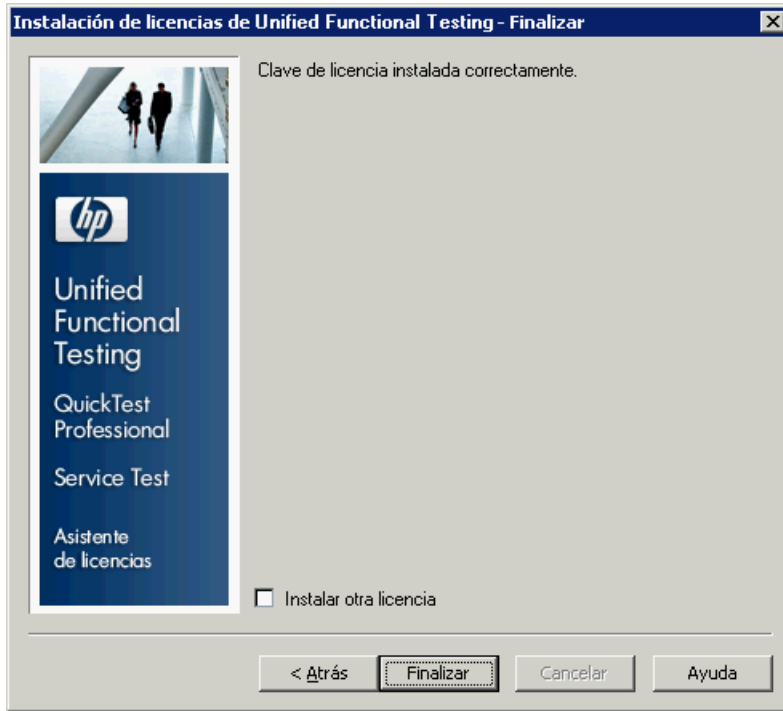 Instalación de licencias de Unified Functional Testing - Finalizar
Clave de licencia instalada correctamente.
hp
Unified
Functional
Testing
QuickTest
Professional
Service Test
Asistente
de licencias
Instalar otra licencia
< Atrás
Finalizar
Cancelar
Ayuda